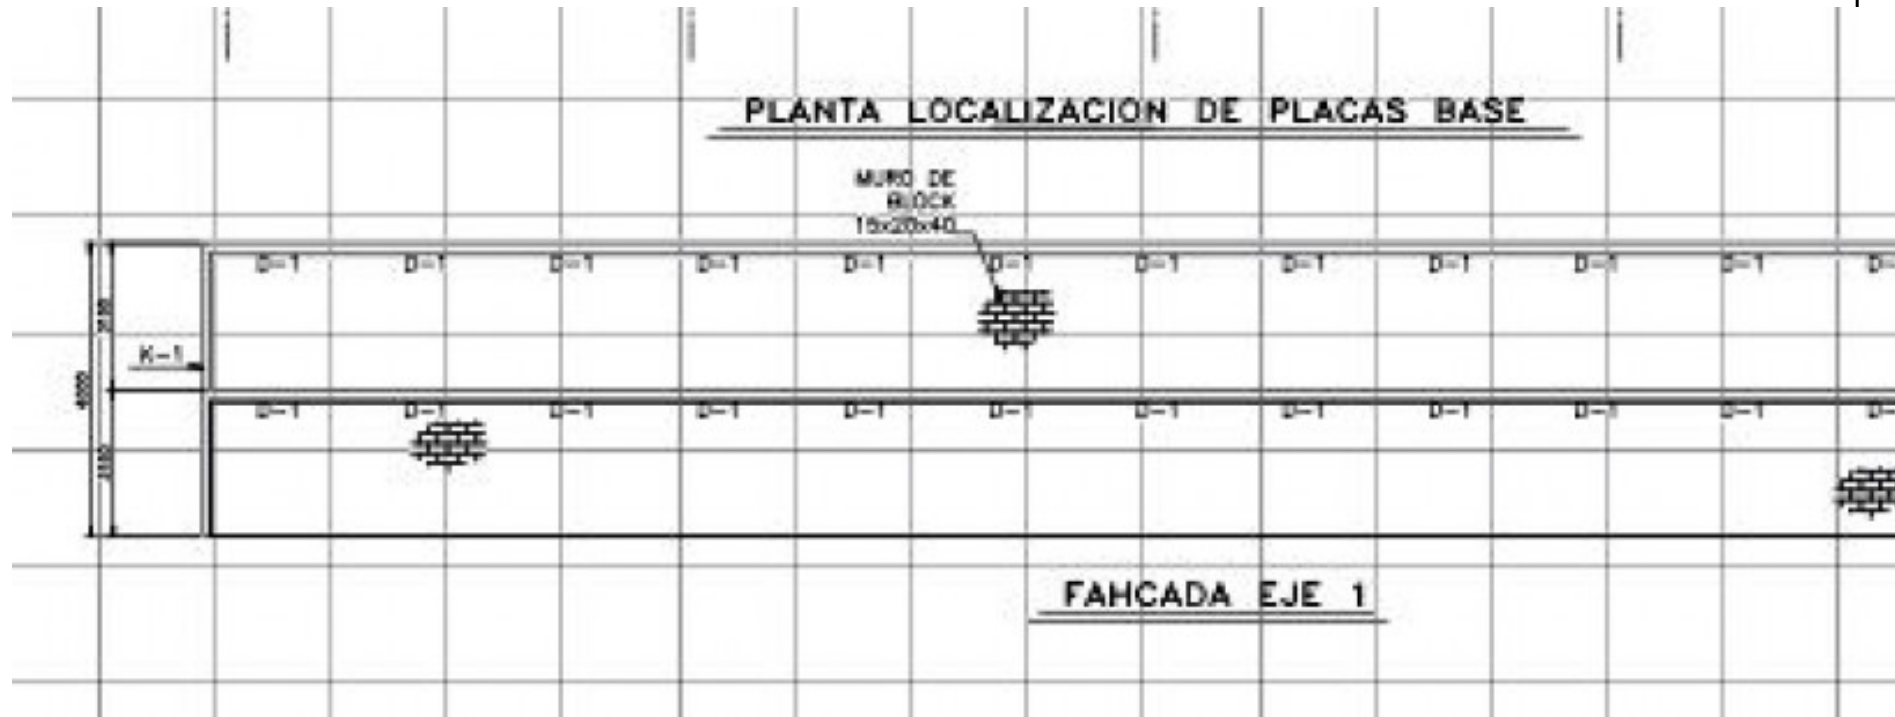 PLANTA LOCALIZACION DE PLACAS BASE
MURO DE
BLOCK
15x20x40
D-1 D-1 D-1 D-1 D-1 D-1 D-1 D-1 D-1 D-1 D-1 D-
K-1
D-1 D-1 D-1 D-1 D-1 D-1 D-1 D-1 D-1 D-1 D-1 D-
FAHCADA EJE 1